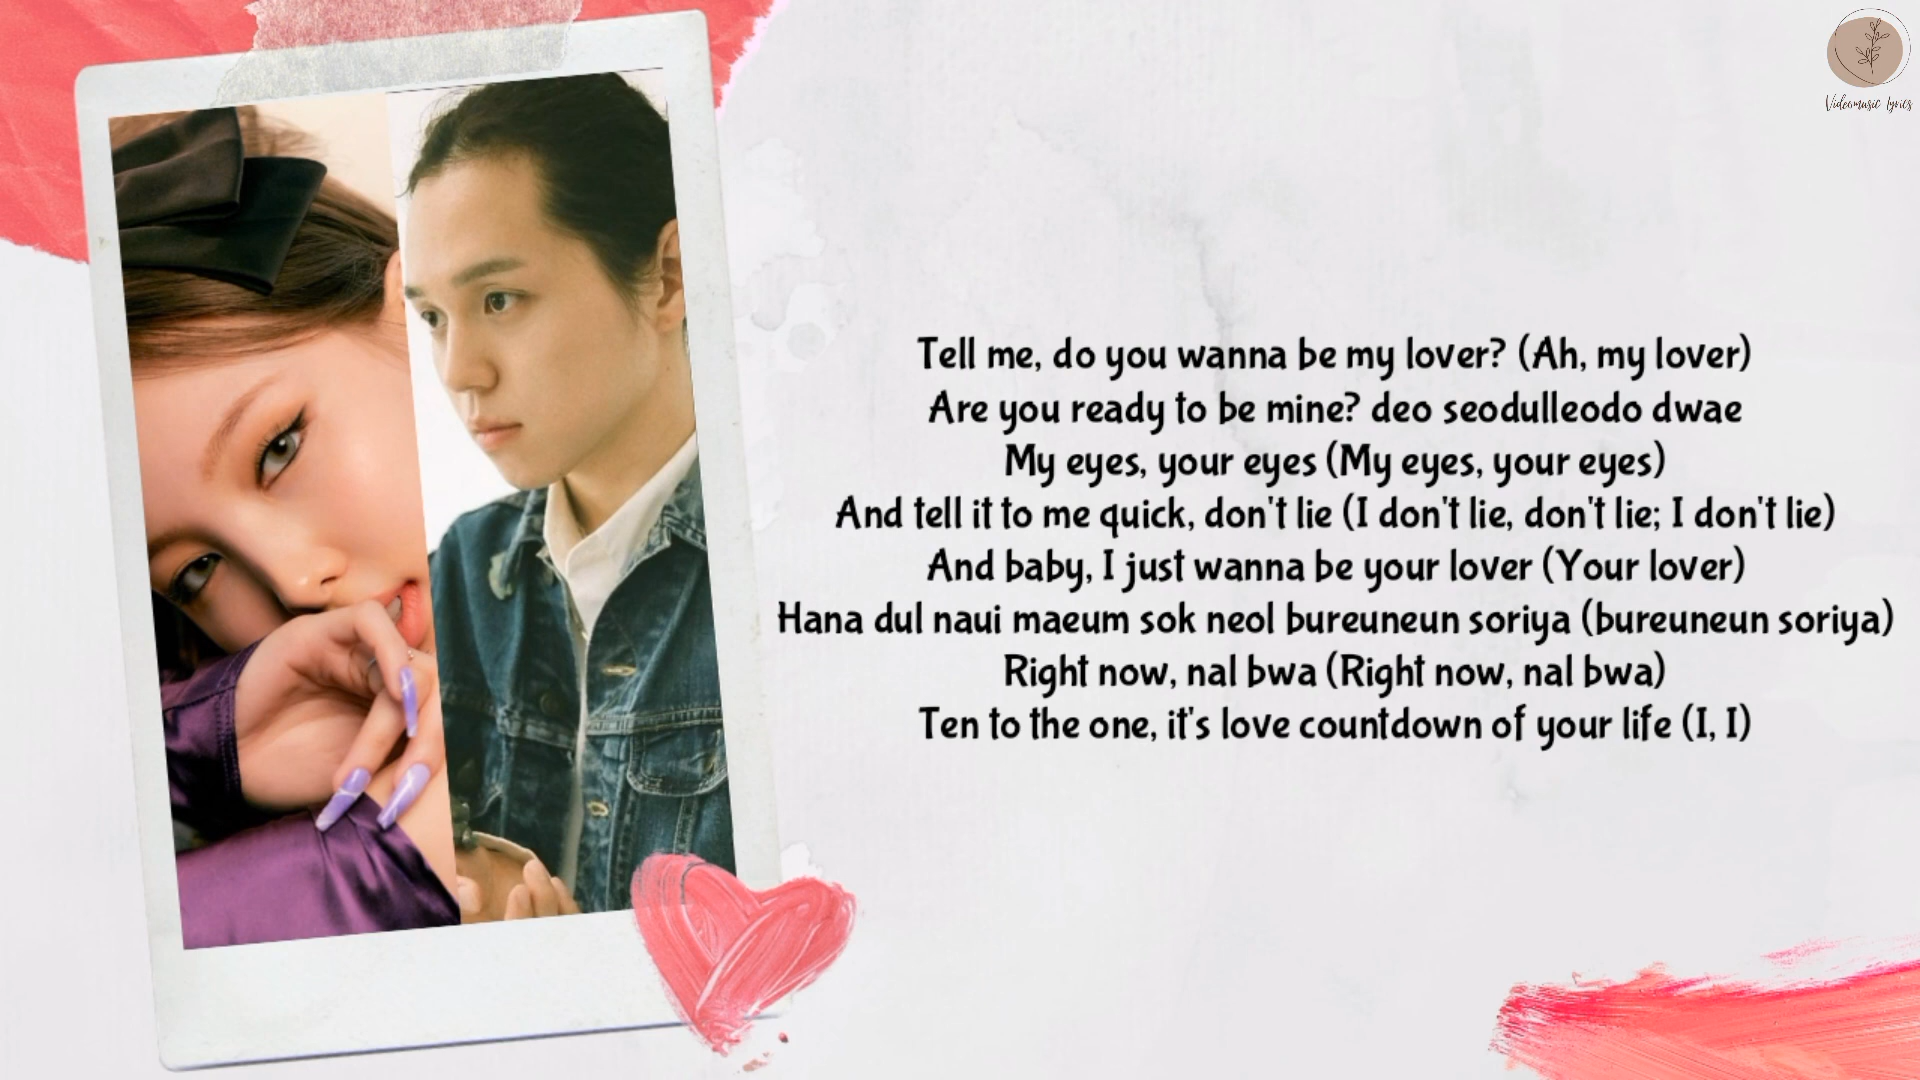 Videomusic lyrics
Tell me, do you wanna be my lover? (Ah, my lover)
Are you ready to be mine? deo seodulleodo dwae
My eyes, your eyes (My eyes, your eyes)
And tell it to me quick, don't lie (I don't lie, don't lie; I don't lie)
And baby, I just wanna be your lover (Your lover)
Hana dul naui maeum sok neol bureuneun soriya (bureuneun soriya)
Right now, nal bwa (Right now, nal bwa)
Ten to the one, it's love countdown of your life (I, I)